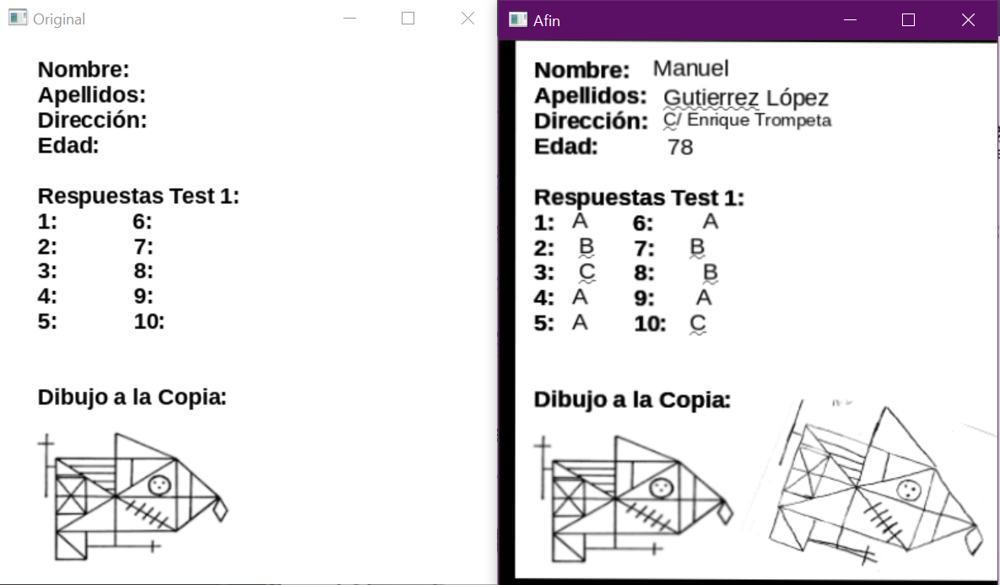 Original
Nombre:
Apellidos:
Dirección:
Edad:
Respuestas Test 1:
1: 6:
2: 7:
3: 8:
4: 9:
5: 10:
Dibujo a la Copia:
Afin
Nombre: Manuel
Apellidos: Gutierrez López
Dirección: C/ Enrique Trompeta
Edad: 78
Respuestas Test 1:
1: A 6: A
2: B 7: B
3: C 8: B
4: A 9: A
5: A 10: C
Dibujo a la Copia: